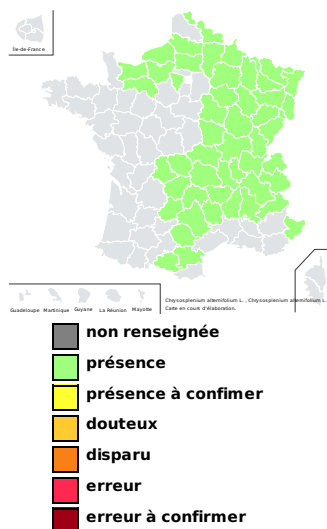 Île-de-France
Guadeloupe Martinique Guyane La Réunion Mayotte
Chrysosplenium alternifolium L. , Chrysosplenium alternifolium L.
Carte en cours d'élaboration.
non renseignée
présence
présence à confimer
douteux
disparu
erreur
erreur à confirmer